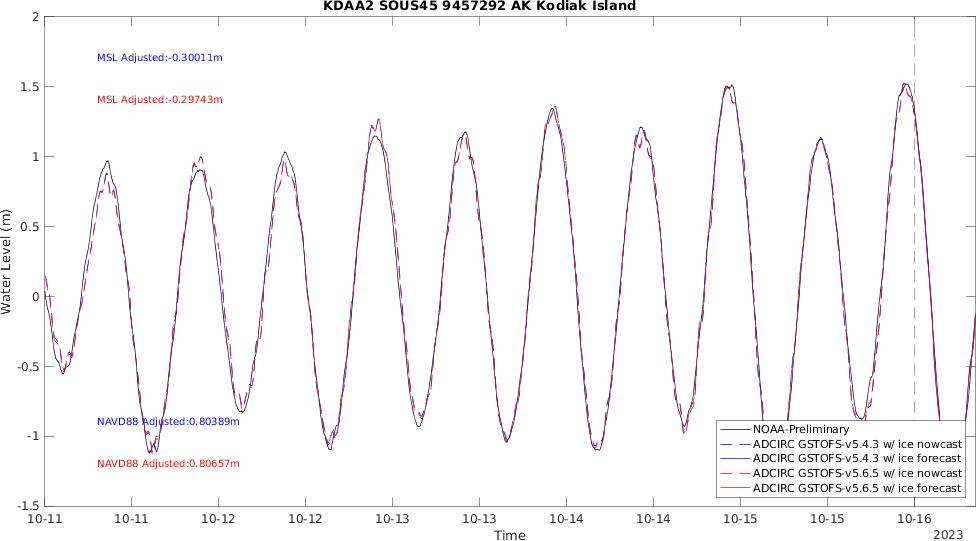 KDAA2 SOUS45 9457292 AK Kodiak Island
2
1.5
1
0.5
0
-0.5
-1
-1.5
Water Level (m)
MSL Adjusted:-0.30011m
MSL Adjusted:-0.29743m
NAVD88 Adjusted:0.80389m
NAVD88 Adjusted:0.80657m
NOAA-Preliminary
ADCIRC GSTOFS-v5.4.3 w/ ice nowcast
ADCIRC GSTOFS-v5.4.3 w/ ice forecast
ADCIRC GSTOFS-v5.6.5 w/ ice nowcast
ADCIRC GSTOFS-v5.6.5 w/ ice forecast
10-11 10-11 10-12 10-12 10-13 10-13 10-14 10-14 10-15 10-15 10-16
Time
2023